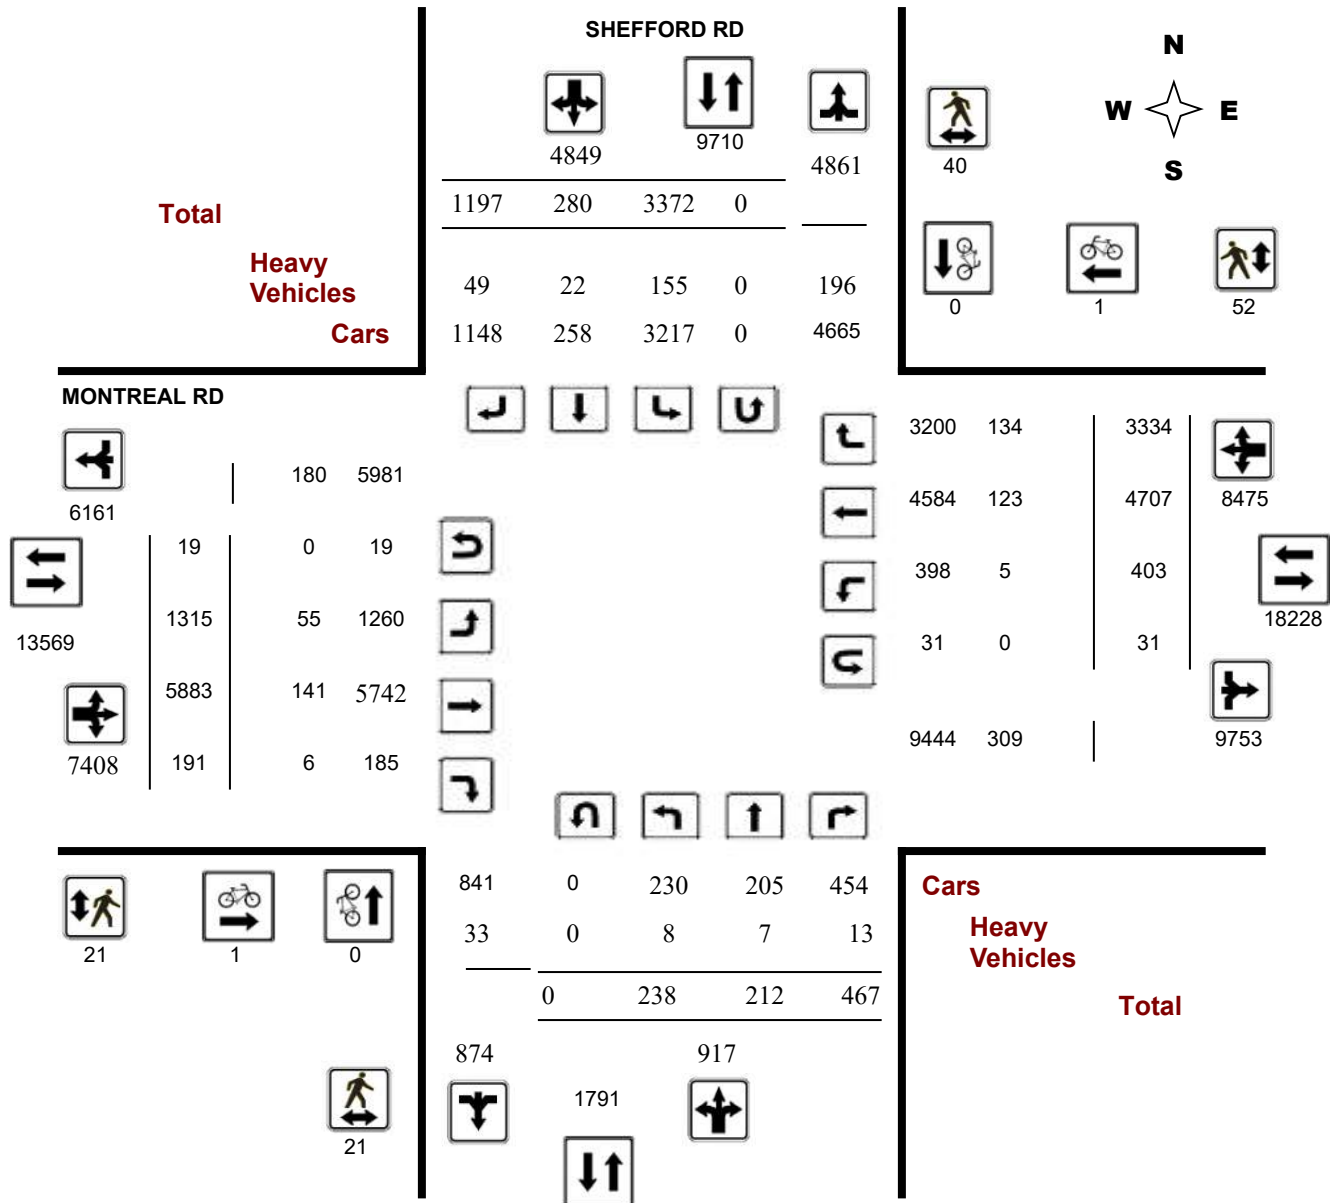 SHEFFORD RD
N
W E
S
4849 9710 4861 40
Total 1197 280 3372 0
Heavy
Vehicles 49 22 155 0 196
Cars 1148 258 3217 0 4665
0 1 52
MONTREAL RD
3200 134 3334
180 5981
6161
4584 123 4707 8475
19 0 19
398 5 403
18228
1315 55 1260
13569
31 0 31
5883 141 5742
9444 309 9753
7408 191 6 185
841 0 230 205 454 Cars
33 0 8 7 13 Heavy
Vehicles
21 1 0
0 238 212 467 Total
874 917
1791
21